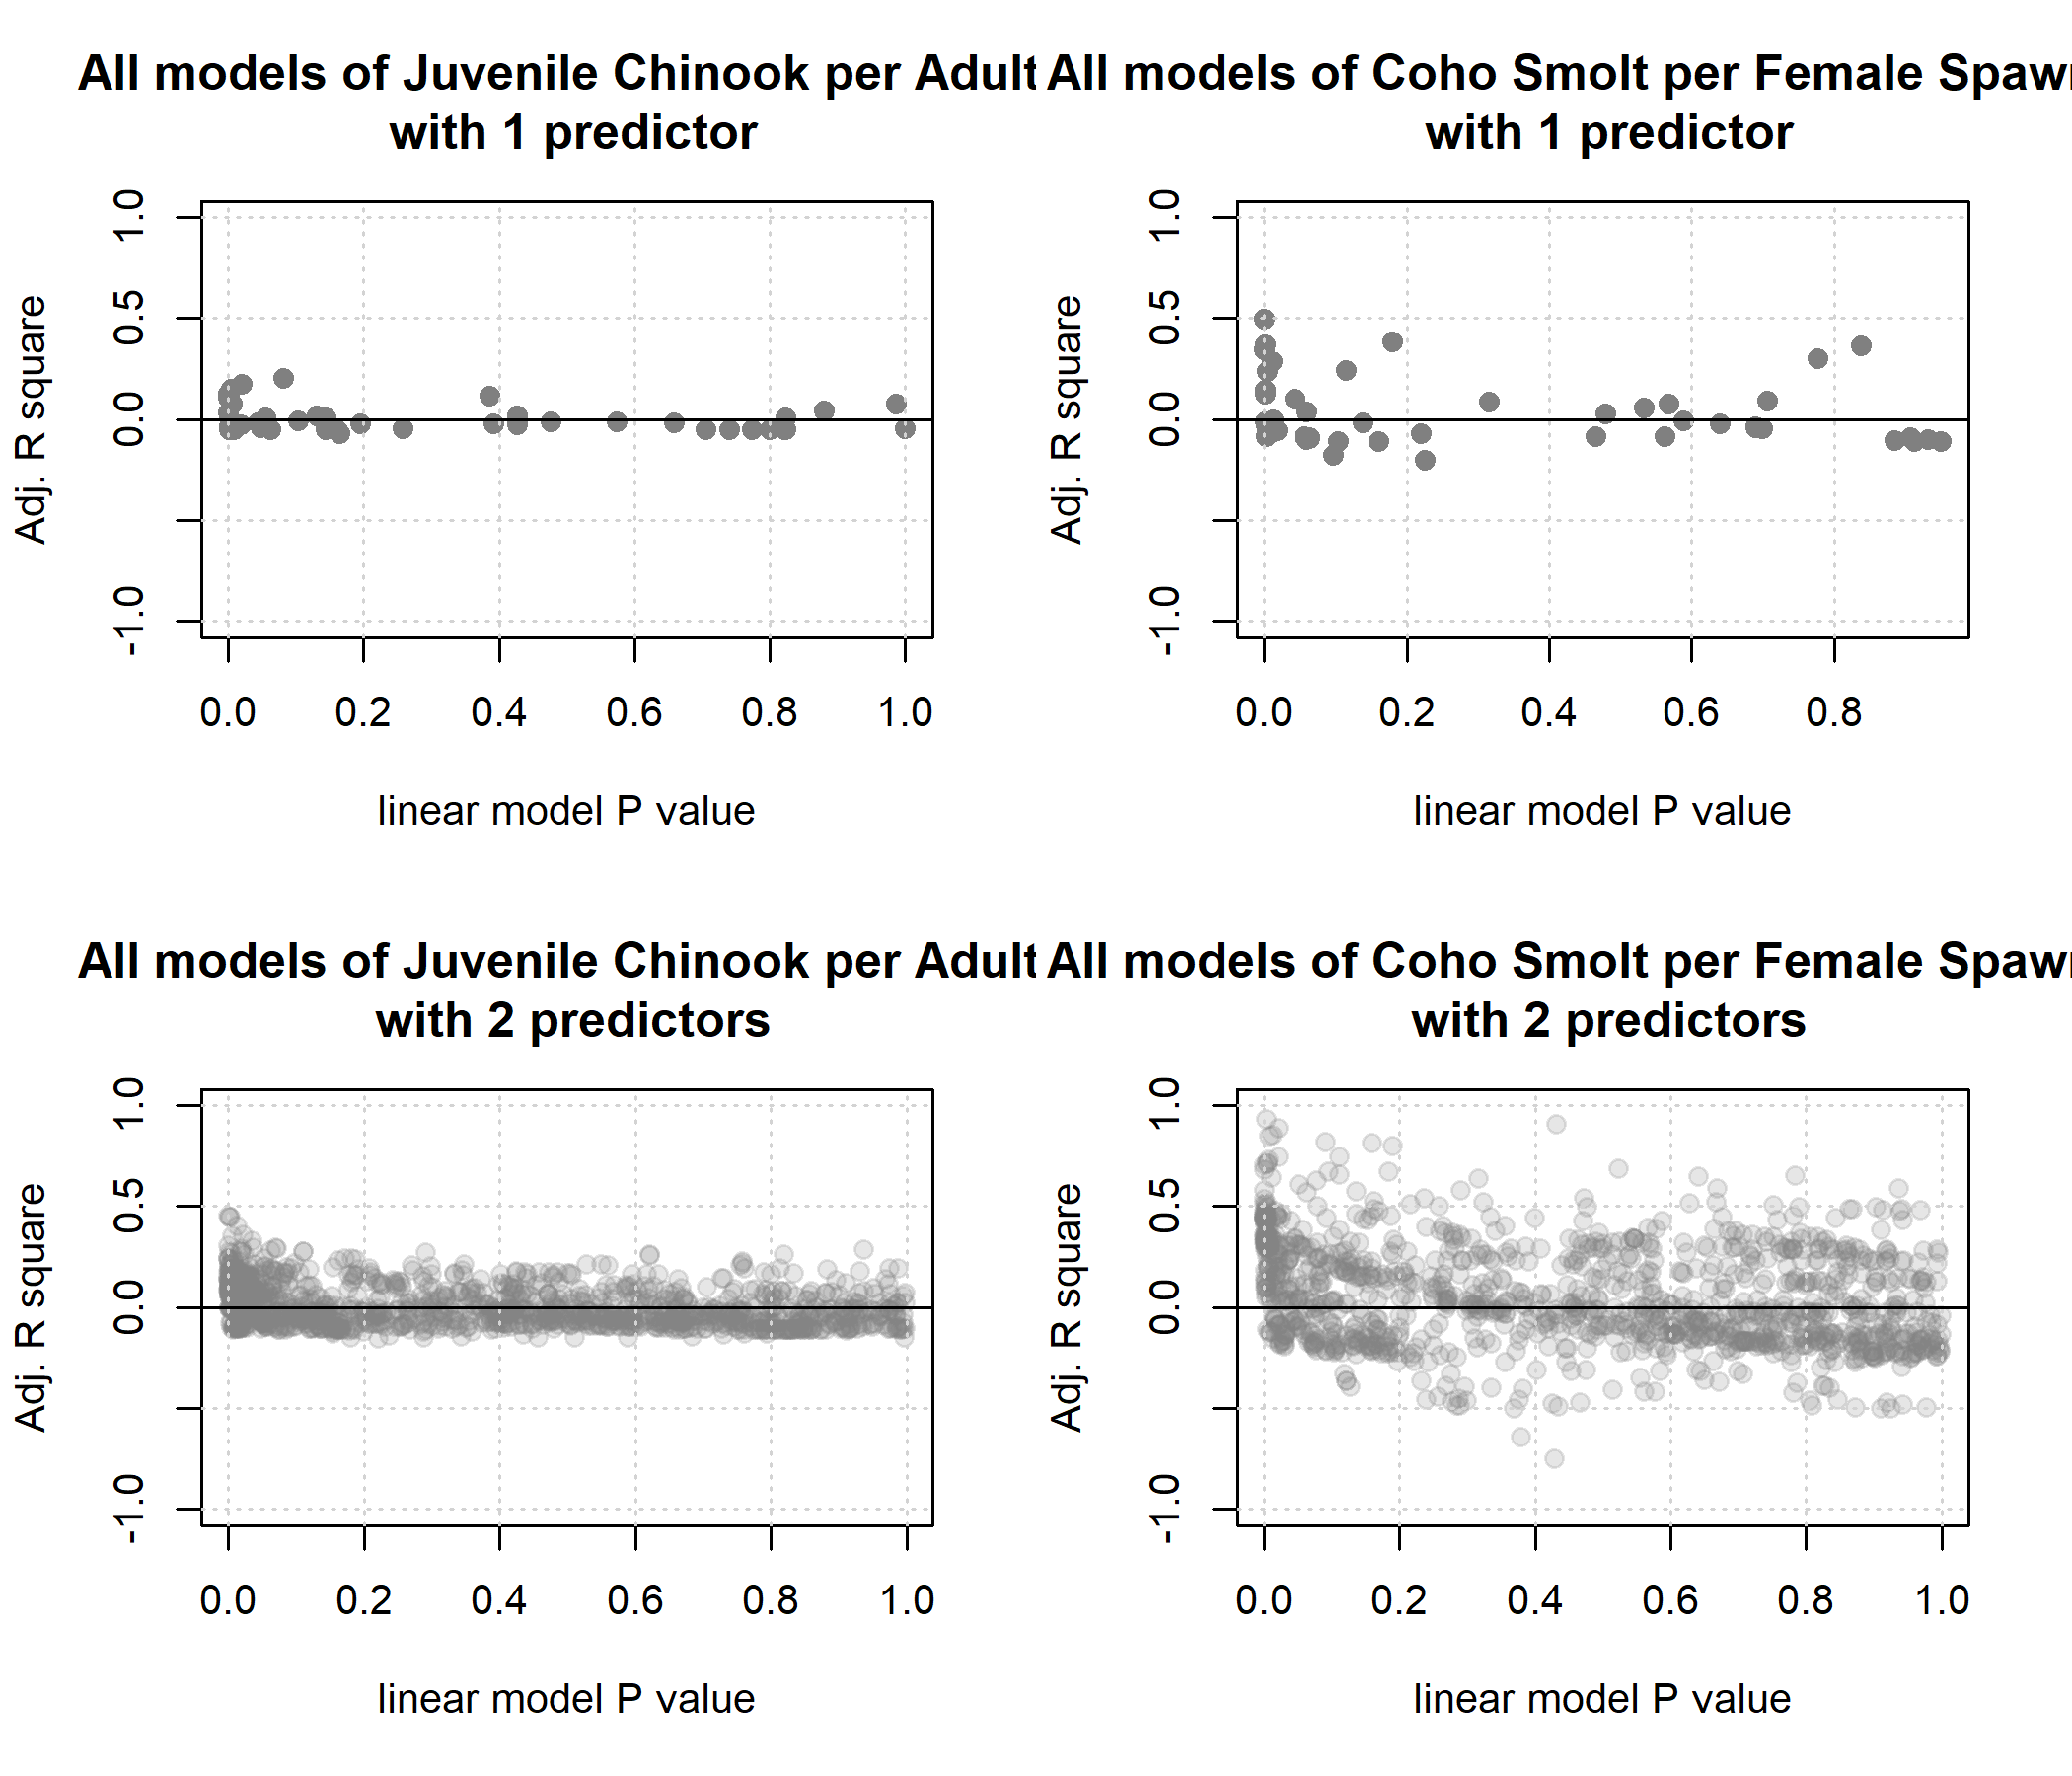 All models of Juvenile Chinook per Adult
with 1 predictor
Adj. R square
1.0
0.5
0.0
-1.0
0.0 0.2 0.4 0.6 0.8 1.0
linear model P value
All models of Coho Smolt per Female Spaw
with 1 predictor
Adj. R square
1.0
0.5
0.0
-1.0
0.0 0.2 0.4 0.6 0.8
linear model P value
All models of Juvenile Chinook per Adult
with 2 predictors
Adj. R square
1.0
0.5
0.0
-1.0
0.0 0.2 0.4 0.6 0.8 1.0
linear model P value
All models of Coho Smolt per Female Spaw
with 2 predictors
Adj. R square
1.0
0.5
0.0
-1.0
0.0 0.2 0.4 0.6 0.8 1.0
linear model P value